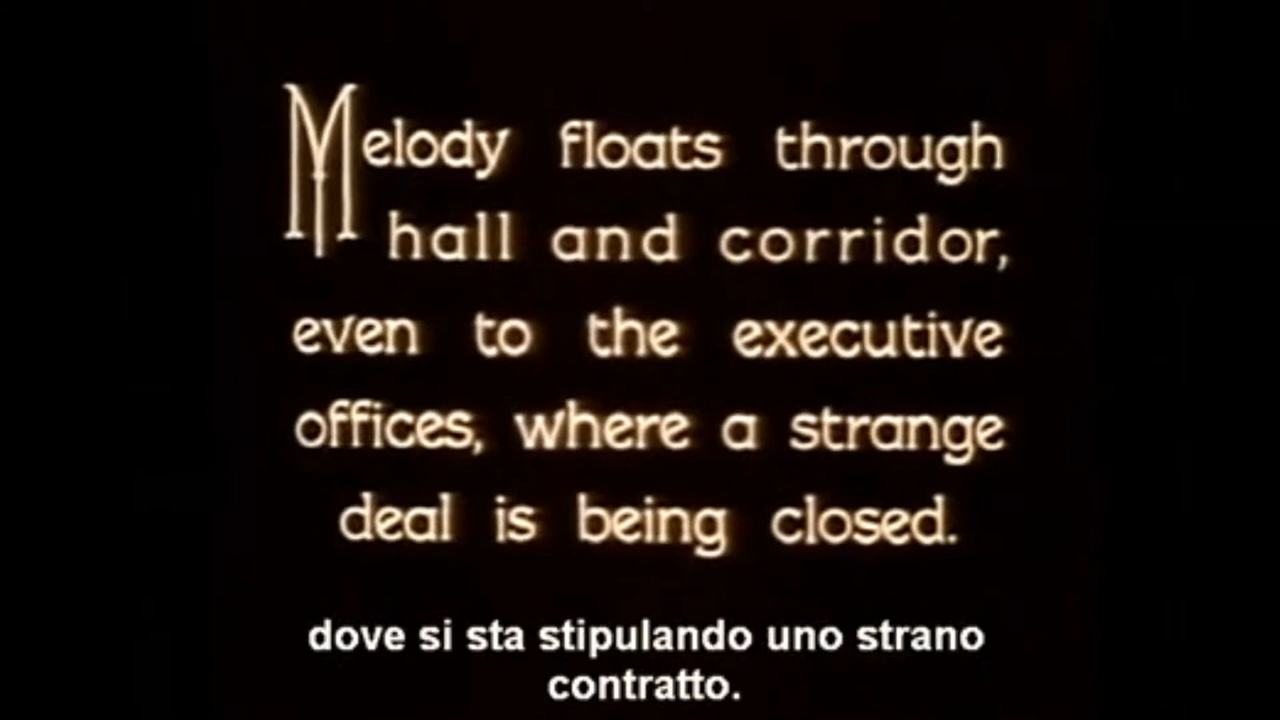 Melody floats through
hall and corridor,
even to the executive
offices, where a strange
deal is being closed.
dove si sta stipulando uno strano
contratto.